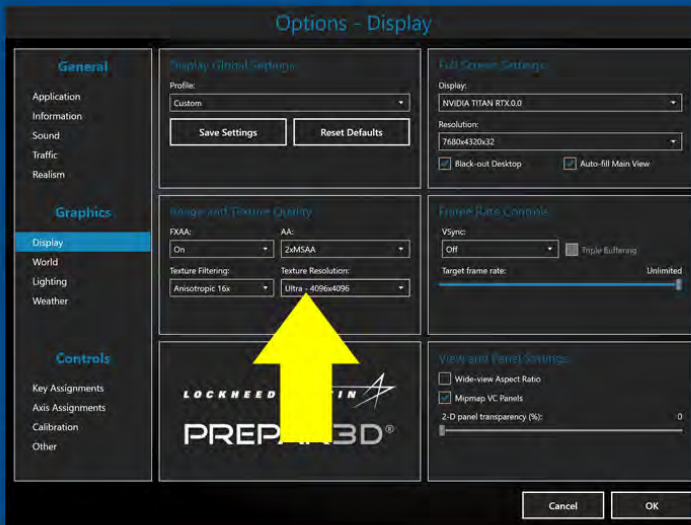 Options - Display
General
Application
Information
Sound
Traffic
Realism
Graphics
Display
World
Lighting
Weather
Controls
Key Assignments
Axis Assignments
Calibration
Other
Display Global Settings
Profile:
Custom
Save Settings Reset Defaults
Full Screen Settings
Display:
NVIDIA TITAN RTX.0.0
Resolution:
7680x4320x32
Black-out Desktop Auto-fill Main View
Image and Texture Quality
FXAA: AA:
On 2xMSAA
Texture Filtering: Texture Resolution:
Anisotropic 16x Ultra - 4096x4096
Frame Rate Controls
VSync:
Off Triple Buffering
Target frame rate: Unlimited
LOCKHEED IN
PREPAR3D®
View and Panel Settings
Wide-view Aspect Ratio
Mipmap VC Panels
2-D panel transparency (%): 0
Cancel OK